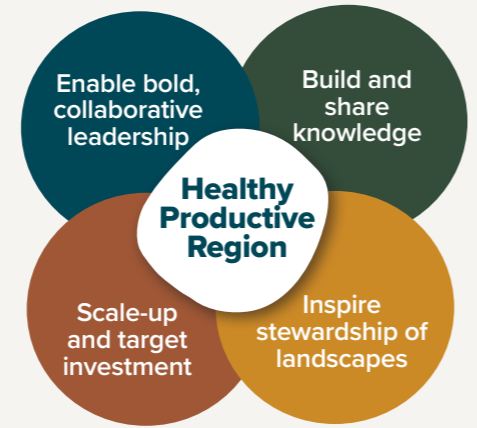 Enable bold,
collaborative
leadership
Build and
share
knowledge
Healthy
Productive
Region
Scale-up
and target
investment
Inspire
stewardship of
landscapes